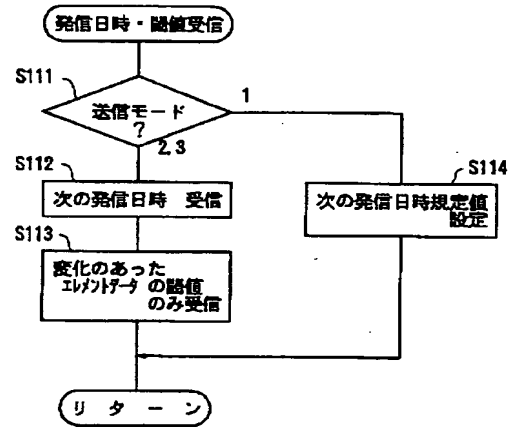 発信日時・閾値受信
S111
送信モード
?
1
2,3
S112
次の発信日時 受信
S114
次の発信日時規定値
設定
S113
変化のあった
エレメントデータ の閾値
のみ受信
リターン